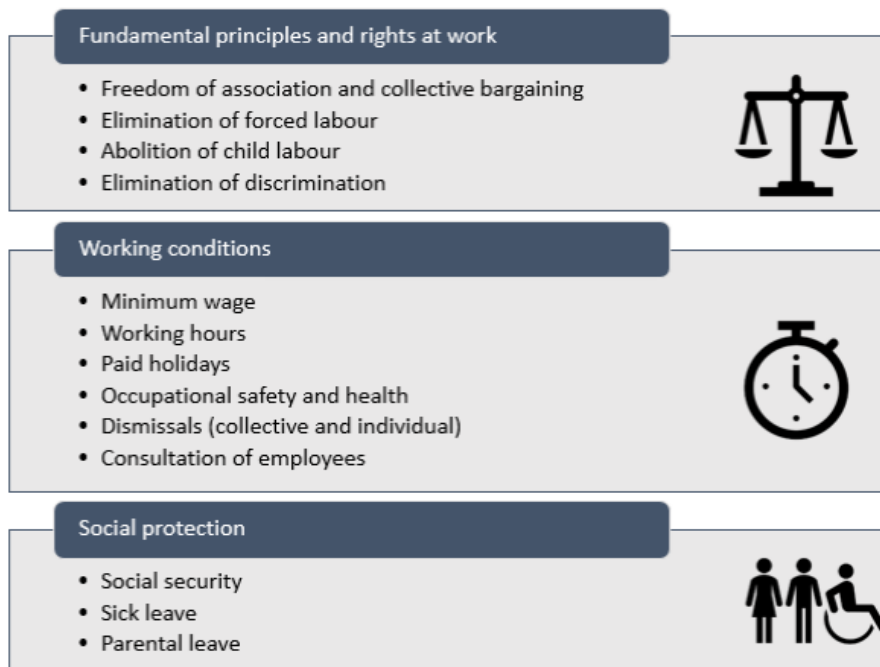 Fundamental principles and rights at work
• Freedom of association and collective bargaining
• Elimination of forced labour
• Abolition of child labour
• Elimination of discrimination
Working conditions
• Minimum wage
• Working hours
• Paid holidays
• Occupational safety and health
• Dismissals (collective and individual)
• Consultation of employees
Social protection
• Social security
• Sick leave
• Parental leave